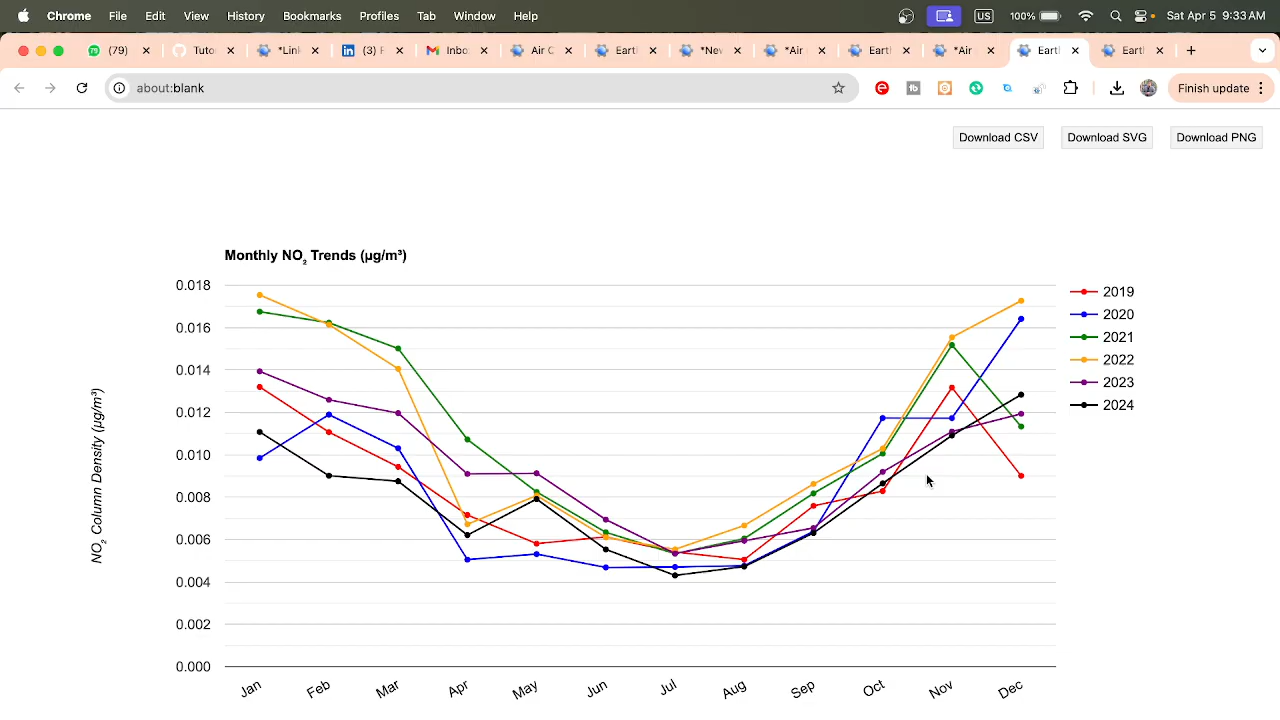 Chrome File Edit View History Bookmarks Profiles Tab Window Help US 100% Sat Apr 5 9:33 AM
79 (79) Tuto *Link (3) F Inbo Air C Earth *New *Air Earth *Air Earth Earth
about:blank Finish update
Download CSV Download SVG Download PNG
Monthly NO₂ Trends (µg/m³)
0.018
0.016
0.014
0.012
0.010
0.008
0.006
0.004
0.002
0.000
NO₂ Column Density (µg/m³)
Jan Feb Mar Apr May Jun Jul Aug Sep Oct Nov Dec
2019
2020
2021
2022
2023
2024